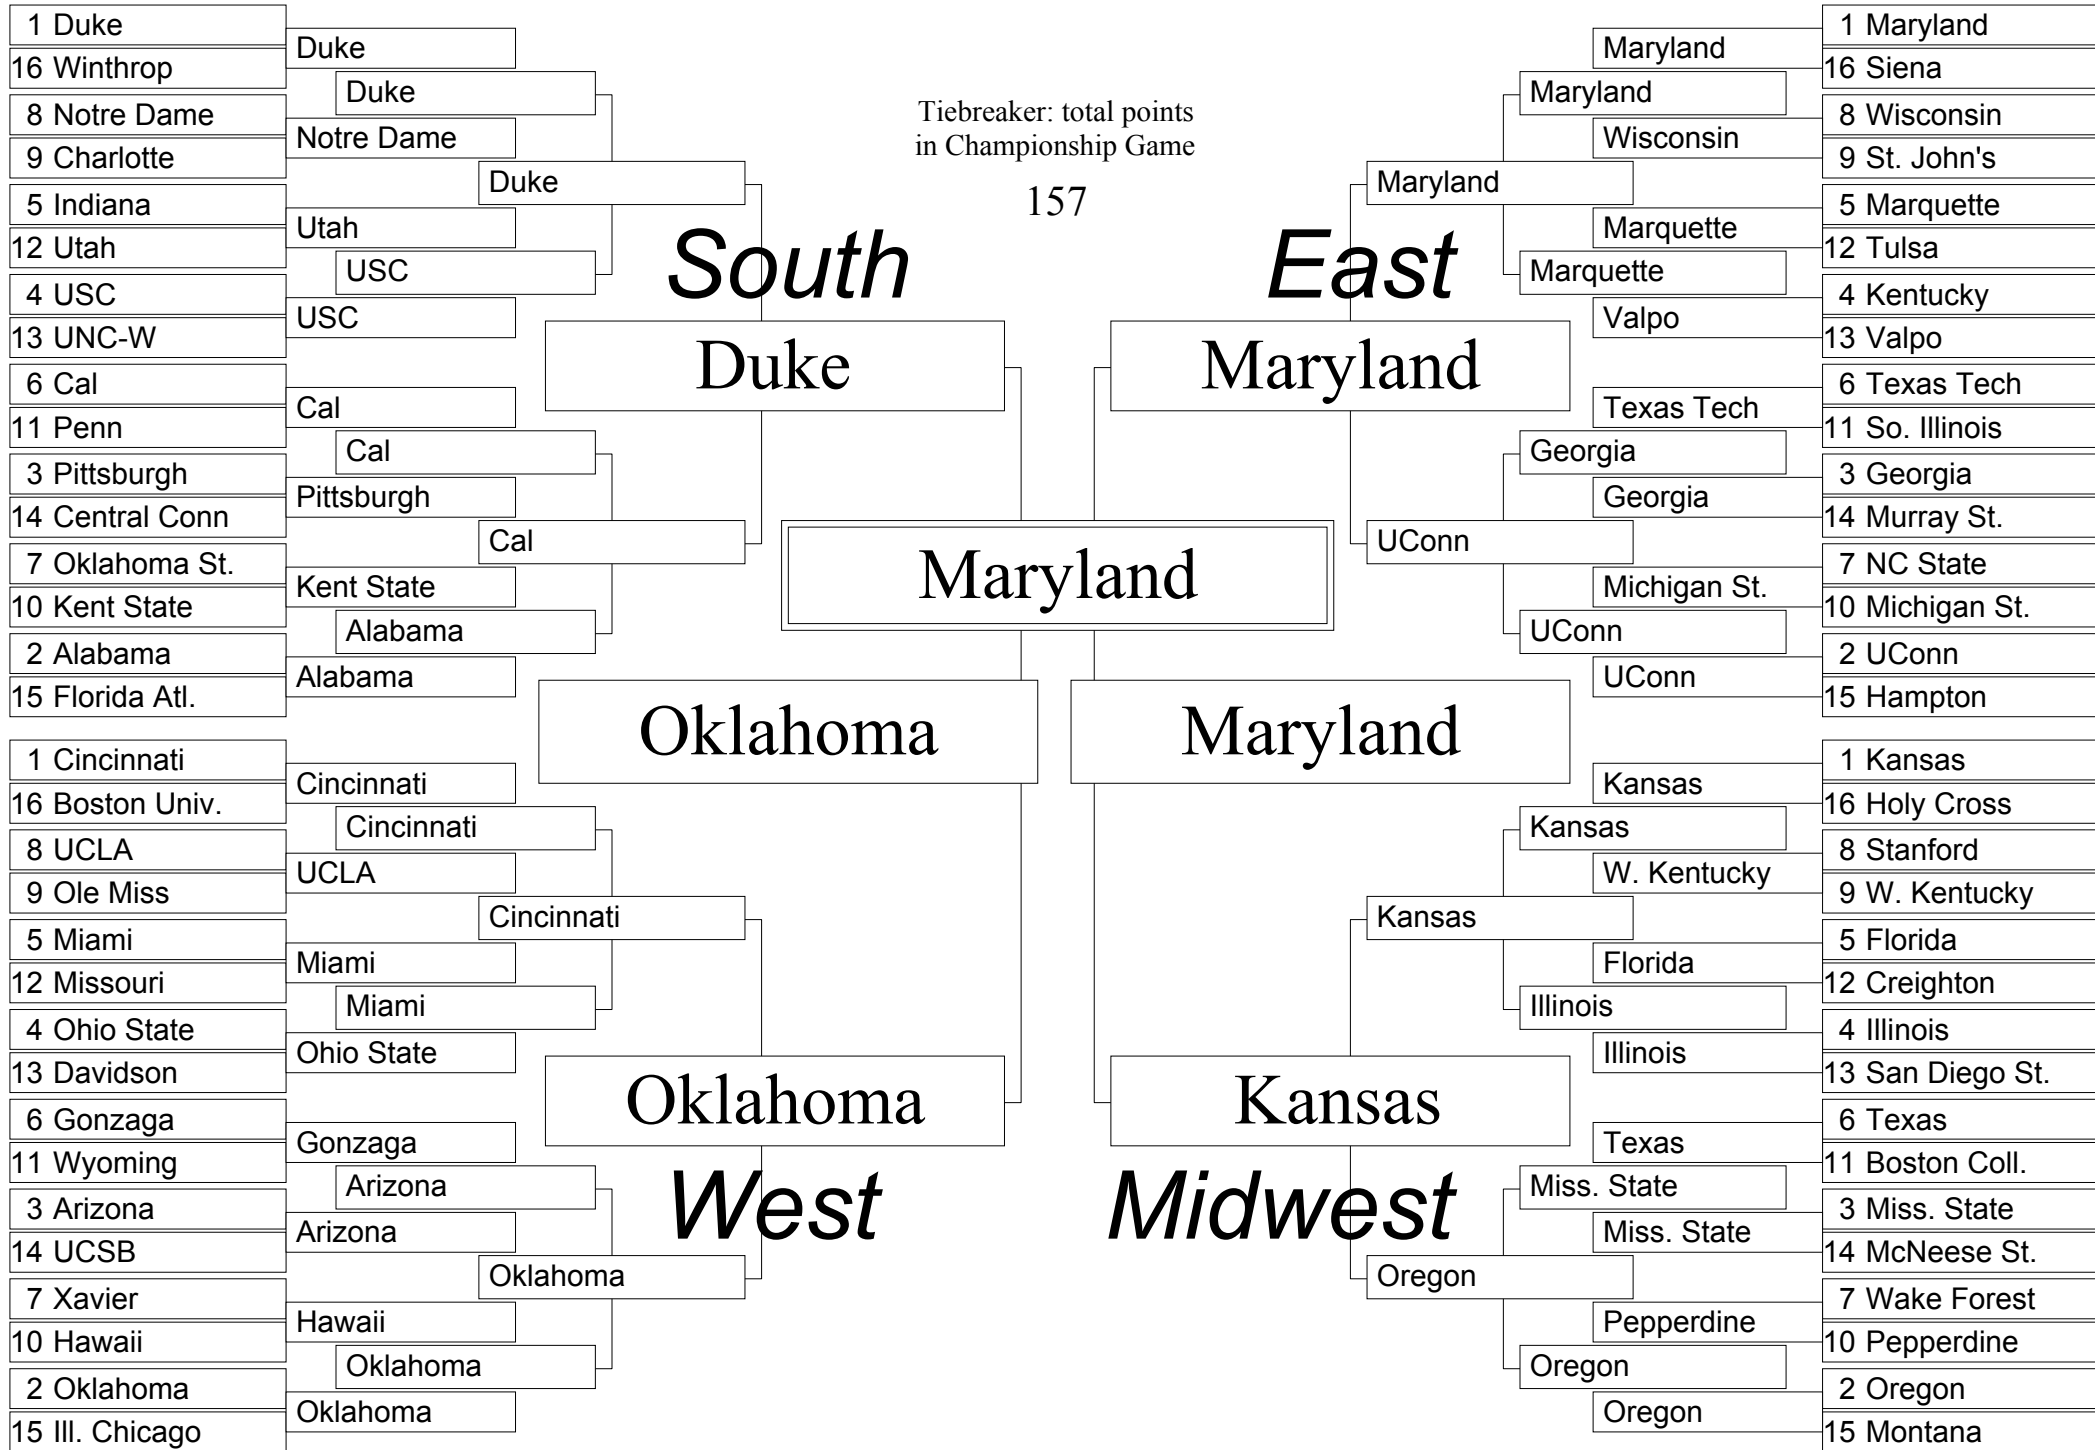 1 Duke
16 Winthrop
8 Notre Dame
9 Charlotte
5 Indiana
12 Utah
4 USC
13 UNC-W
6 Cal
11 Penn
3 Pittsburgh
14 Central Conn
7 Oklahoma St.
10 Kent State
2 Alabama
15 Florida Atl.
Duke
Notre Dame
Utah
USC
Cal
Pittsburgh
Kent State
Alabama
Duke
USC
Cal
Alabama
Duke
Cal
South
Duke
1 Cincinnati
16 Boston Univ.
8 UCLA
9 Ole Miss
5 Miami
12 Missouri
4 Ohio State
13 Davidson
6 Gonzaga
11 Wyoming
3 Arizona
14 UCSB
7 Xavier
10 Hawaii
2 Oklahoma
15 Ill. Chicago
Cincinnati
UCLA
Miami
Ohio State
Gonzaga
Arizona
Hawaii
Oklahoma
Cincinnati
Miami
Arizona
Oklahoma
Cincinnati
Oklahoma
Oklahoma
West
Tiebreaker: total points
in Championship Game
157
Maryland
Oklahoma
Maryland
East
Maryland
Maryland
UConn
Maryland
Marquette
Georgia
UConn
Maryland
Wisconsin
Marquette
Valpo
Texas Tech
Georgia
Michigan St.
UConn
1 Maryland
16 Siena
8 Wisconsin
9 St. John's
5 Marquette
12 Tulsa
4 Kentucky
13 Valpo
6 Texas Tech
11 So. Illinois
3 Georgia
14 Murray St.
7 NC State
10 Michigan St.
2 UConn
15 Hampton
Kansas
Midwest
Kansas
Oregon
Kansas
Illinois
Miss. State
Oregon
Kansas
W. Kentucky
Florida
Illinois
Texas
Miss. State
Pepperdine
Oregon
1 Kansas
16 Holy Cross
8 Stanford
9 W. Kentucky
5 Florida
12 Creighton
4 Illinois
13 San Diego St.
6 Texas
11 Boston Coll.
3 Miss. State
14 McNeese St.
7 Wake Forest
10 Pepperdine
2 Oregon
15 Montana